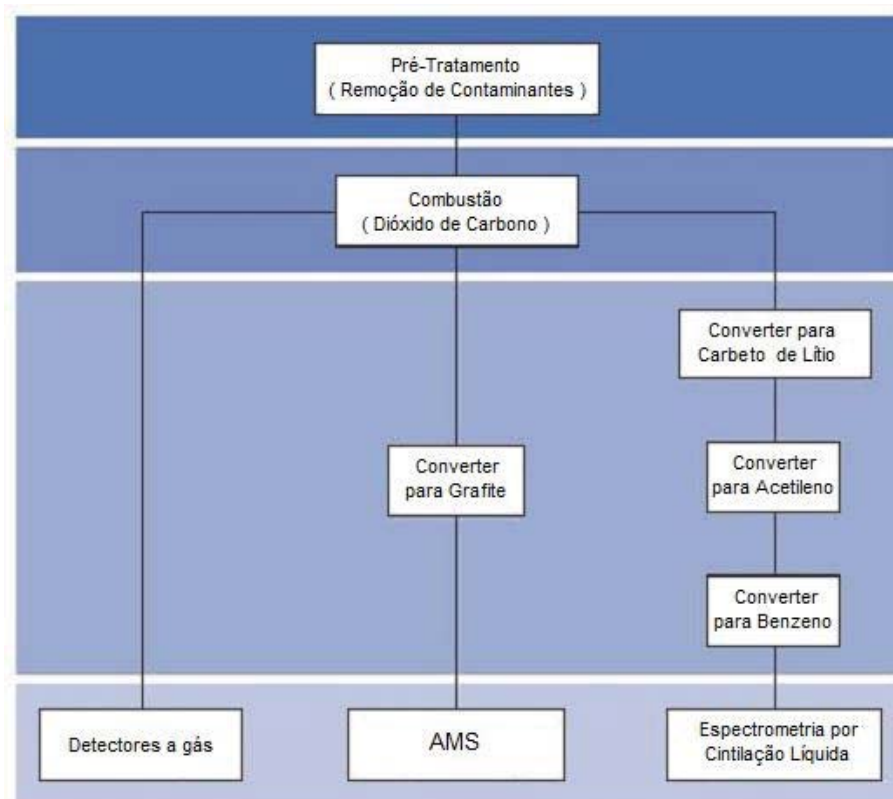 Pré-Tratamento
( Remoção de Contaminantes )
Combustão
( Dióxido de Carbono )
Converter para
Carbeto de Lítio
Converter
para Grafite
Converter
para Acetileno
Converter
para Benzeno
Detectores a gás
AMS
Espectrometria por
Cintilação Líquida